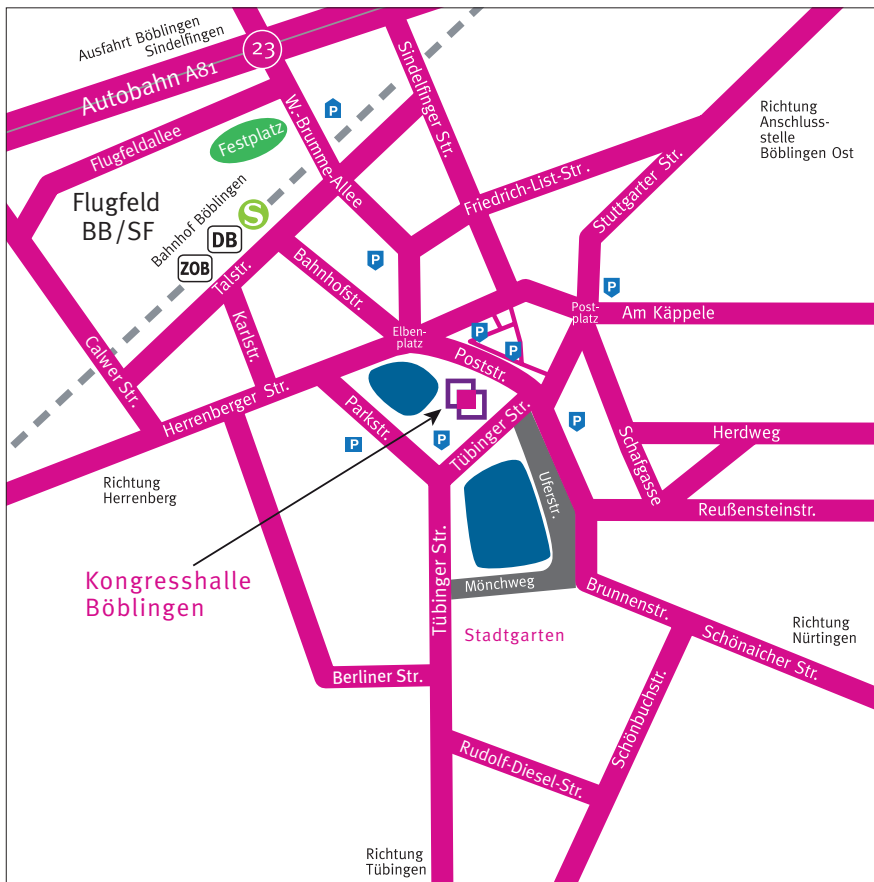 Ausfahrt Böblingen
Sindelfingen
23
Autobahn A81
Sindelfinger Str.
P
W.-Brumme-Allee
Richtung
Anschluss-
stelle
Böblingen Ost
Flugfeldallee
Festplatz
Friedrich-List-Str.
Stuttgarter Str.
Flugfeld
BB/SF
Bahnhof Böblingen
S
DB
ZOB
Talstr.
Bahnhofstr.
P
P
Karlstr.
Elben-
platz
Post-
platz
Am Käppele
P
P
Poststr.
Calwer Str.
Herrenberger Str.
Parkstr.
Tübinger Str.
P
P
P
Schafgasse
Herdweg
Richtung
Herrenberg
Uferstr.
Reußensteinstr.
Tübinger Str.
Kongresshalle
Böblingen
Mönchweg
Brunnenstr.
Stadtgarten
Schönaicher Str.
Richtung
Nürtingen
Berliner Str.
Schönbuchstr.
Rudolf-Diesel-Str.
Richtung
Tübingen